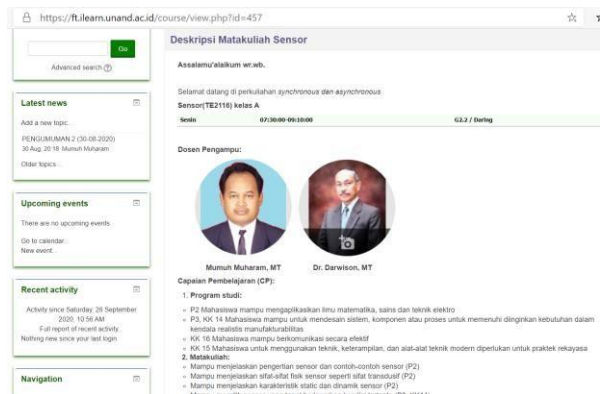 https://ft.ilearn.unand.ac.id/course/view.php?id=457
Go
Advanced search
Latest news
Add a new topic...
PENGUMUMAN 2 (30-08-2020)
30 Aug, 20:18 Mumuh Muharam
Older topics ...
Upcoming events
There are no upcoming events
Go to calendar...
New event...
Recent activity
Activity since Saturday, 26 September
2020, 10:56 AM
Full report of recent activity...
Nothing new since your last login
Navigation
Deskripsi Matakuliah Sensor
Assalamu'alaikum wr.wb.
Selamat datang di perkuliahan synchronous dan asynchronous
Sensor(TE2116) kelas A
Senin 07:30:00-09:10:00 G2.2 / Daring
Dosen Pengampu:
Mumuh Muharam, MT Dr. Darwison, MT
Capaian Pembelajaran (CP):
1. Program studi:
P2 Mahasiswa mampu mengaplikasikan ilmu matematika, sains dan teknik elektro
P3, KK 14 Mahasiswa mampu untuk mendesain sistem, komponen atau proses untuk memenuhi diinginkan kebutuhan dalam
kendala realistis manufakturabilitas
KK 16 Mahasiswa mampu berkomunikasi secara efektif
KK 15 Mahasiswa untuk menggunakan teknik, keterampilan, dan alat-alat teknik modern diperlukan untuk praktek rekayasa
2. Matakuliah:
Mampu menjelaskan pengertian sensor dan contoh-contoh sensor (P2)
Mampu menjelaskan sifat-sifat fisik sensor seperti sifat transdusif (P2)
Mampu menjelaskan karakteristik static dan dinamik sensor (P2)